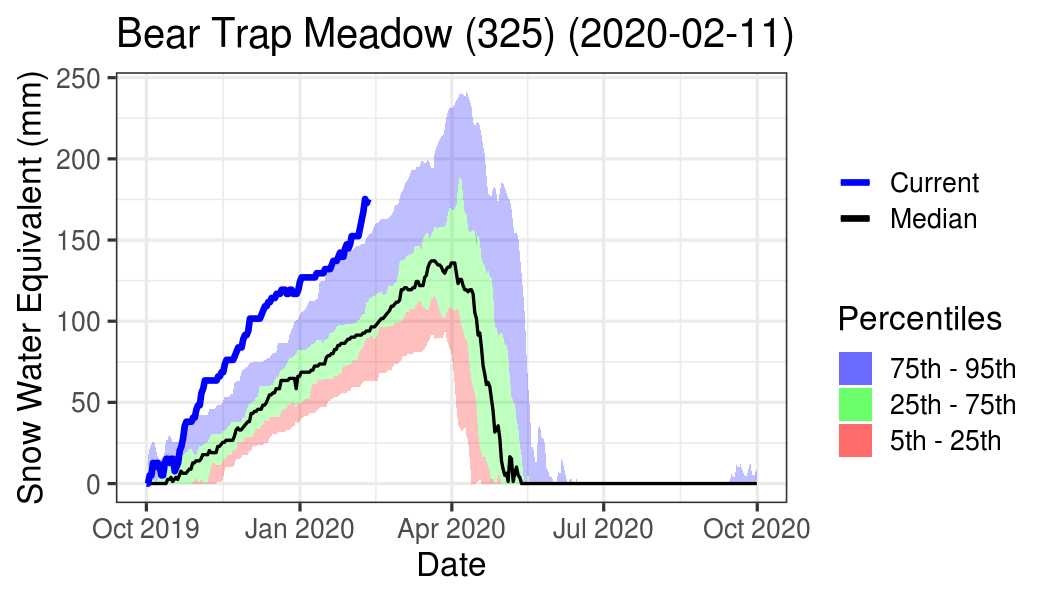 Bear Trap Meadow (325) (2020-02-11)
Snow Water Equivalent (mm)
250
200
150
100
50
0
Oct 2019
Jan 2020
Apr 2020
Jul 2020
Oct 2020
Date
Current
Median
Percentiles
75th - 95th
25th - 75th
5th - 25th